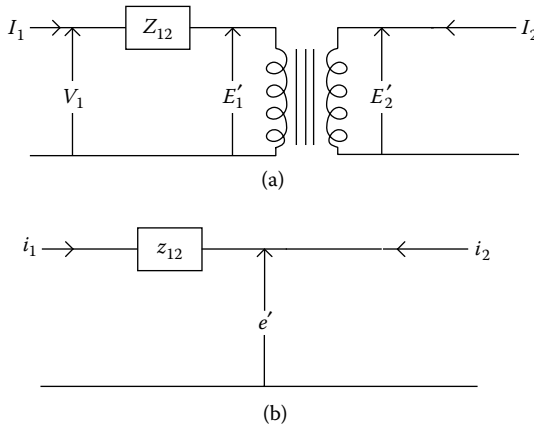 I₁
Z₁₂
I₂
V₁
E₁′
E₂′
(a)
i₁
z₁₂
i₂
e′
(b)